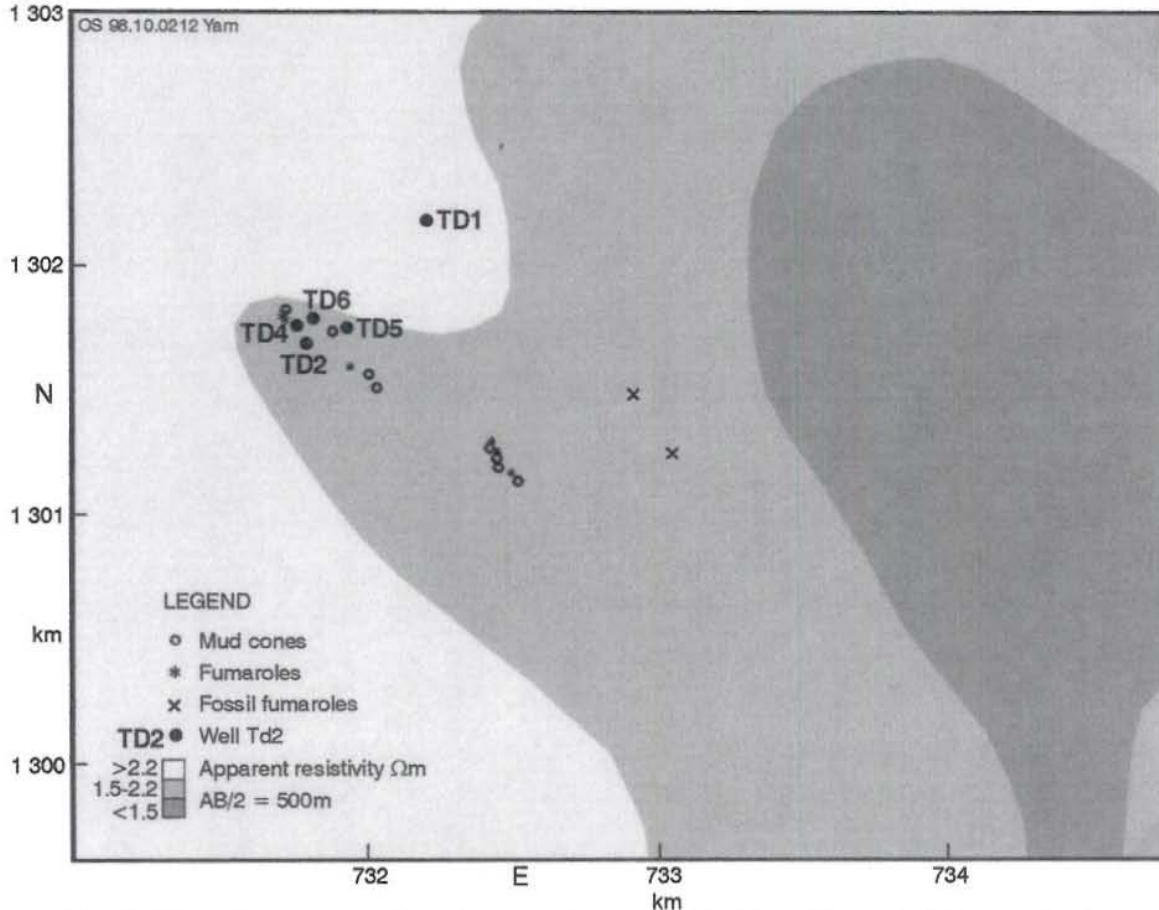 1 303
OS 98.10.0212 Yam
TD1
1 302
TD6
TD4
TD5
TD2
N
1 301
LEGEND
km
Mud cones
Fumaroles
Fossil fumaroles
TD2 Well Td2
1 300
>2.2 Apparent resistivity Ωm
1.5-2.2
AB/2 = 500m
<1.5
732 E 733 734
km